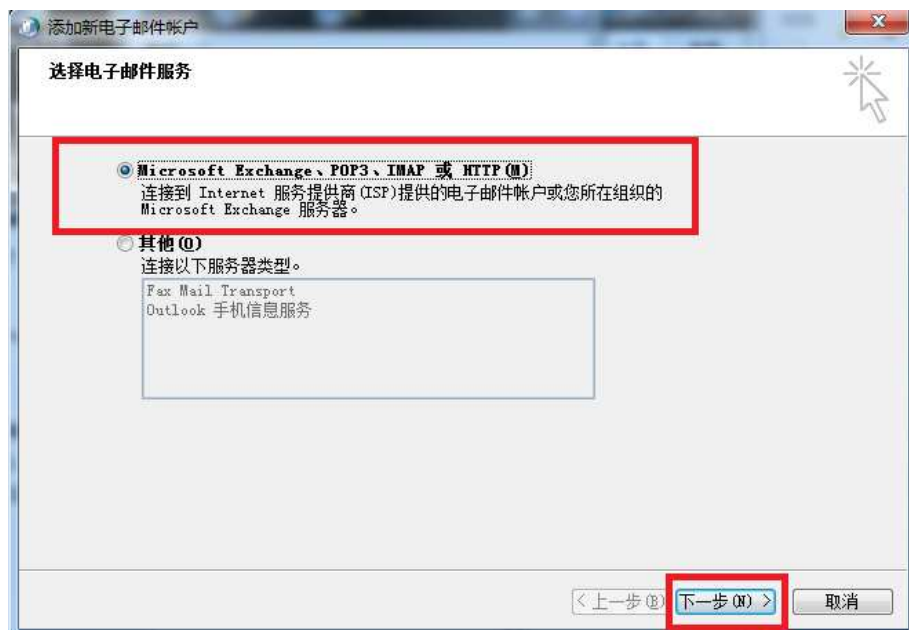 添加新电子邮件帐户
选择电子邮件服务
Microsoft Exchange、POP3、IMAP 或 HTTP(M)
连接到 Internet 服务提供商(ISP)提供的电子邮件帐户或您所在组织的
Microsoft Exchange 服务器。
其他(O)
连接以下服务器类型。
Fax Mail Transport
Outlook 手机信息服务
<上一步(B) 下一步(N) > 取消